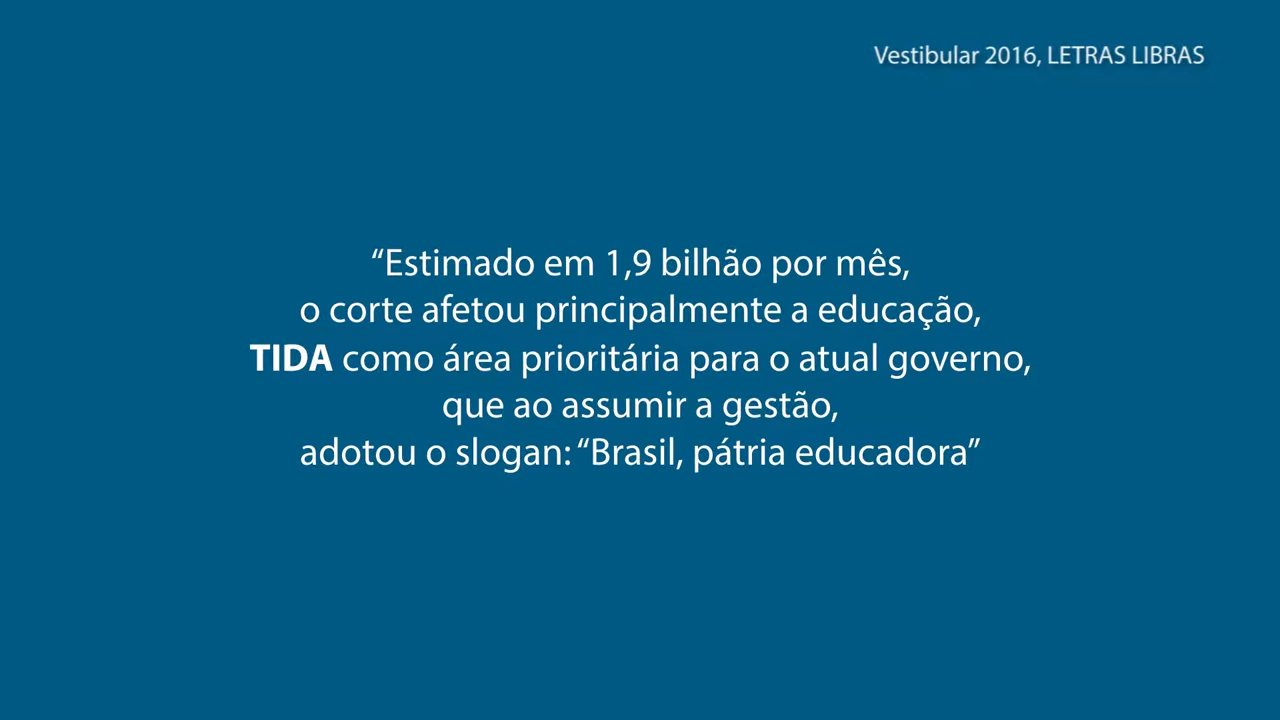 Vestibular 2016, LETRAS LIBRAS
“Estimado em 1,9 bilhão por mês,
o corte afetou principalmente a educação,
TIDA como área prioritária para o atual governo,
que ao assumir a gestão,
adotou o slogan: “Brasil, pátria educadora”